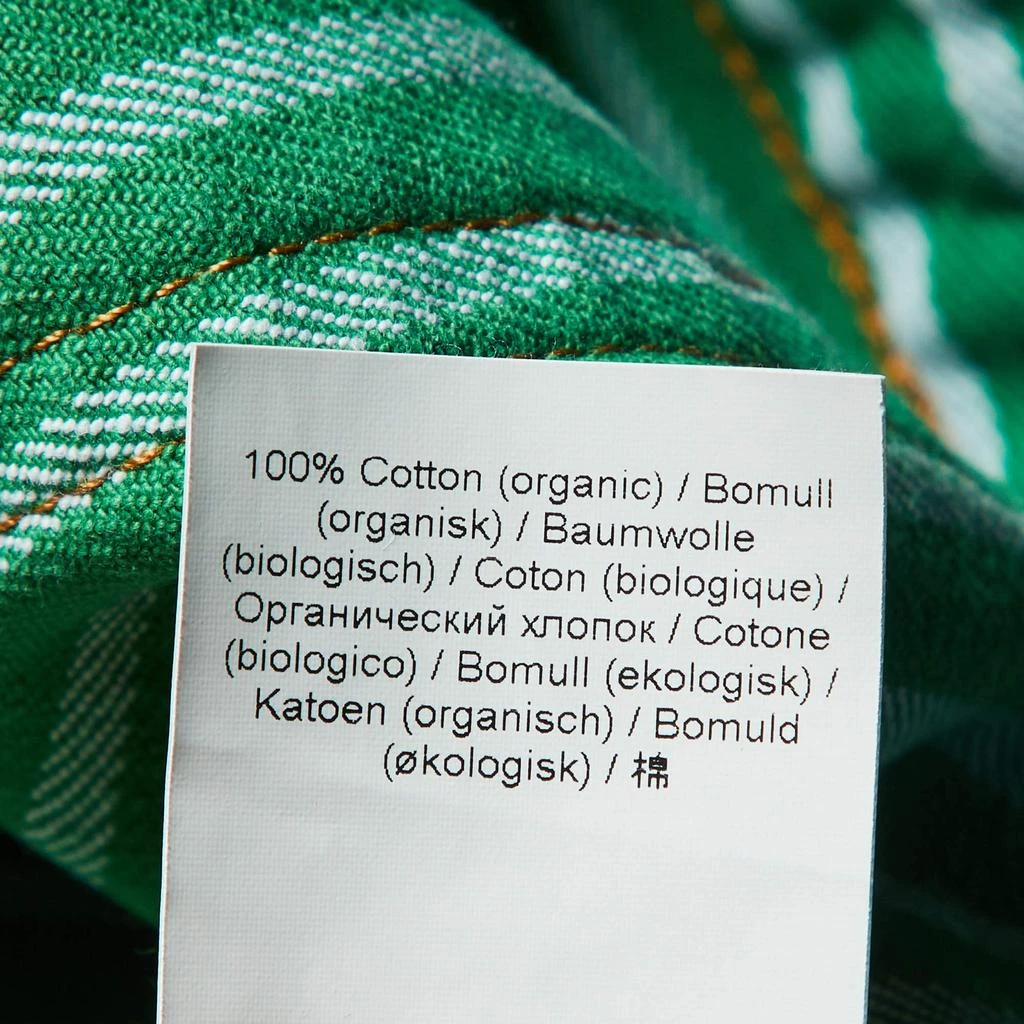 100% Cotton (organic) / Bomull
(organisk) / Baumwolle
(biologisch) / Coton (biologique) /
Органический хлопок / Cotone
(biologico) / Bomull (ekologisk) /
Katoen (organisch) / Bomuld
(økologisk) / 棉